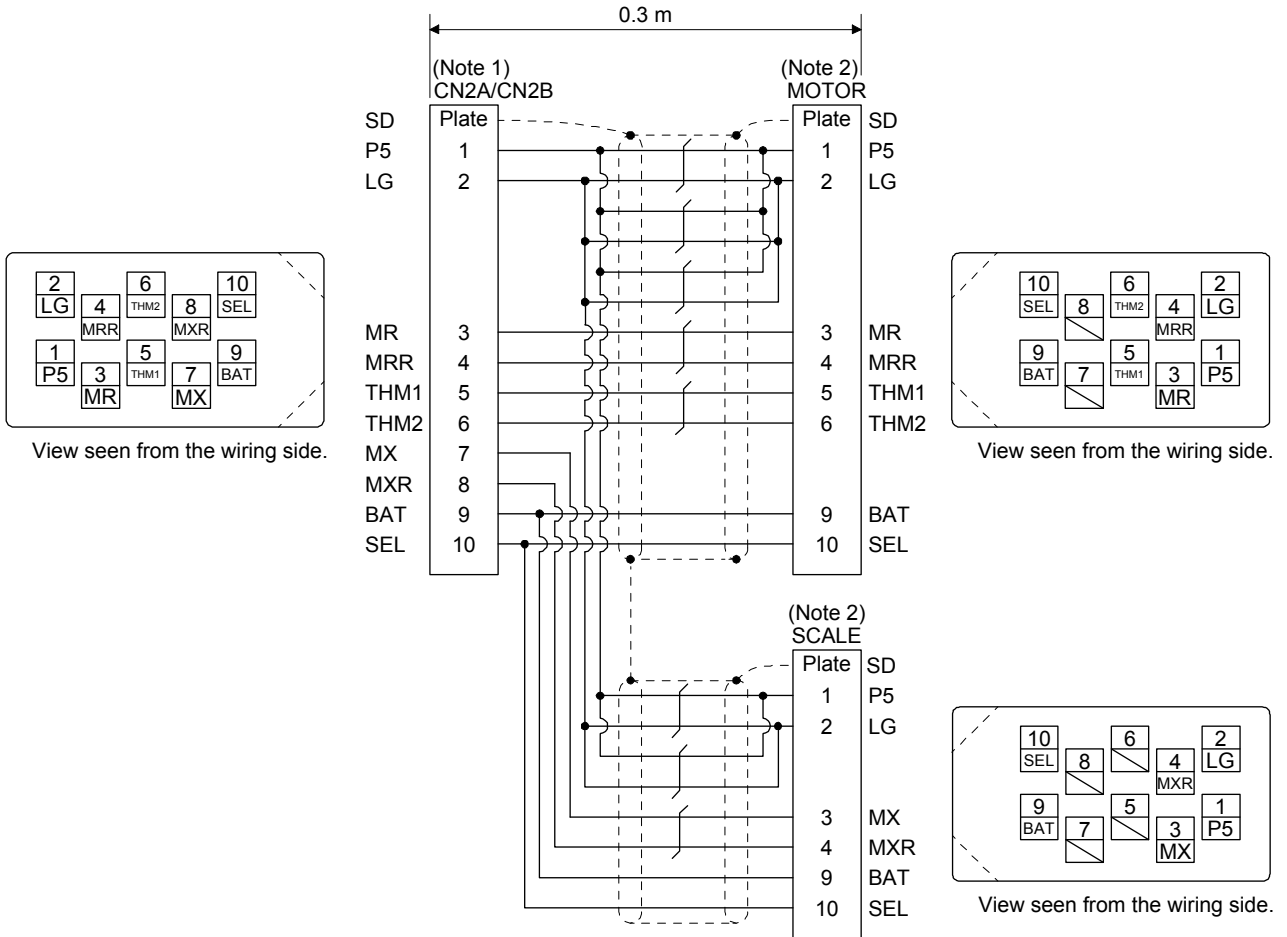 0.3 m
(Note 1)
CN2A/CN2B
(Note 2)
MOTOR
SD Plate Plate SD
P5 1 1 P5
LG 2 2 LG
MR 3 3 MR
MRR 4 4 MRR
THM1 5 5 THM1
THM2 6 6 THM2
MX 7
MXR 8
BAT 9 9 BAT
SEL 10 10 SEL
2 6 10
LG 4 THM2 8 SEL
MRR MXR
1 5 9
P5 3 THM1 7 BAT
MR MX
View seen from the wiring side.
10 6 2
SEL 8 THM2 4 LG
MRR
9 5 1
BAT 7 THM1 3 P5
MR
View seen from the wiring side.
(Note 2)
SCALE
Plate SD
1 P5
2 LG
3 MX
4 MXR
9 BAT
10 SEL
10 6 2
SEL 8 4 LG
MXR
9 5 1
BAT 7 3 P5
MX
View seen from the wiring side.